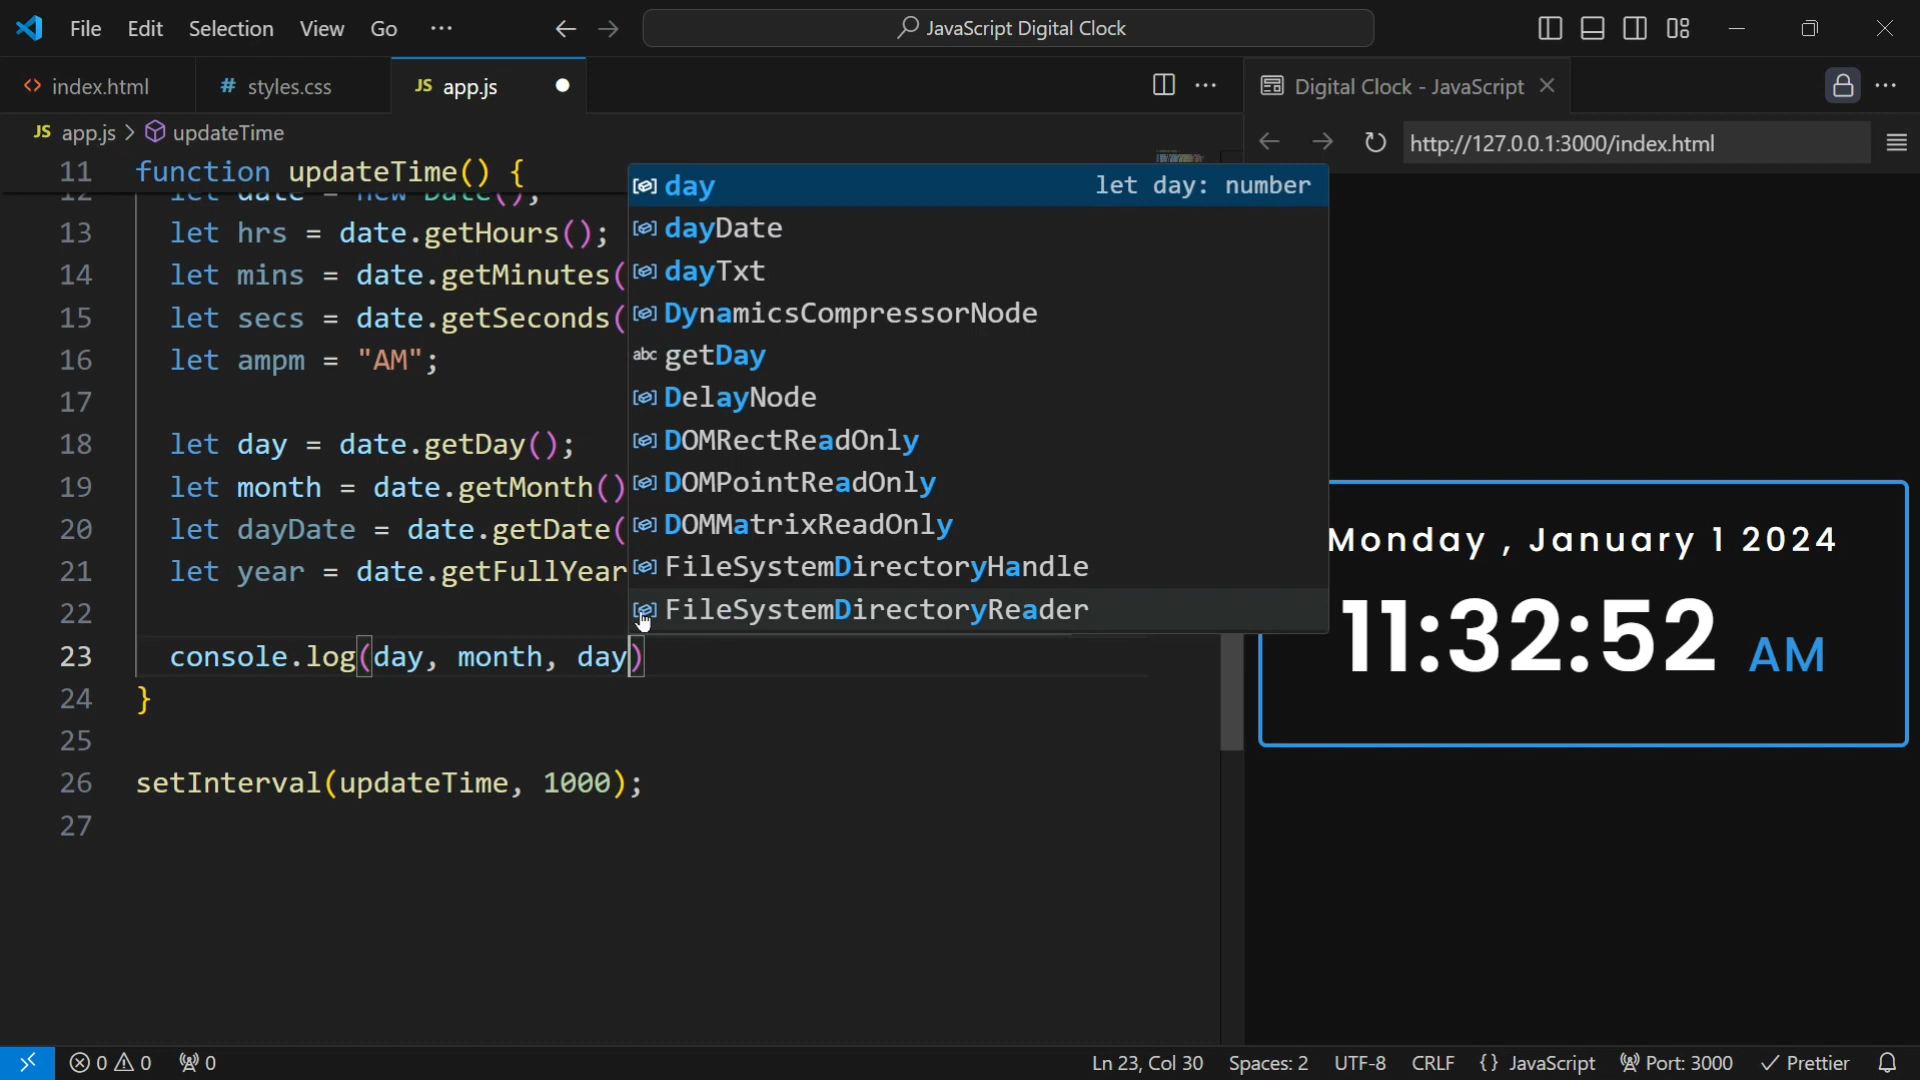 File Edit Selection View Go ··· JavaScript Digital Clock
index.html # styles.css JS app.js Digital Clock - JavaScript
JS app.js > updateTime
http://127.0.0.1:3000/index.html
11 function updateTime() {
12 let date = new Date();
13 let hrs = date.getHours();
14 let mins = date.getMinutes(
15 let secs = date.getSeconds(
16 let ampm = "AM";
17
18 let day = date.getDay();
19 let month = date.getMonth()
20 let dayDate = date.getDate(
21 let year = date.getFullYear
22
23 console.log(day, month, day)
24 }
25
26 setInterval(updateTime, 1000);
27
day let day: number
dayDate
dayTxt
DynamicsCompressorNode
abc getDay
DelayNode
DOMRectReadOnly
DOMPointReadOnly
DOMMatrixReadOnly
FileSystemDirectoryHandle
FileSystemDirectoryReader
Monday , January 1 2024
11:32:52 AM
0 0 0 Ln 23, Col 30 Spaces: 2 UTF-8 CRLF {} JavaScript Port: 3000 Prettier